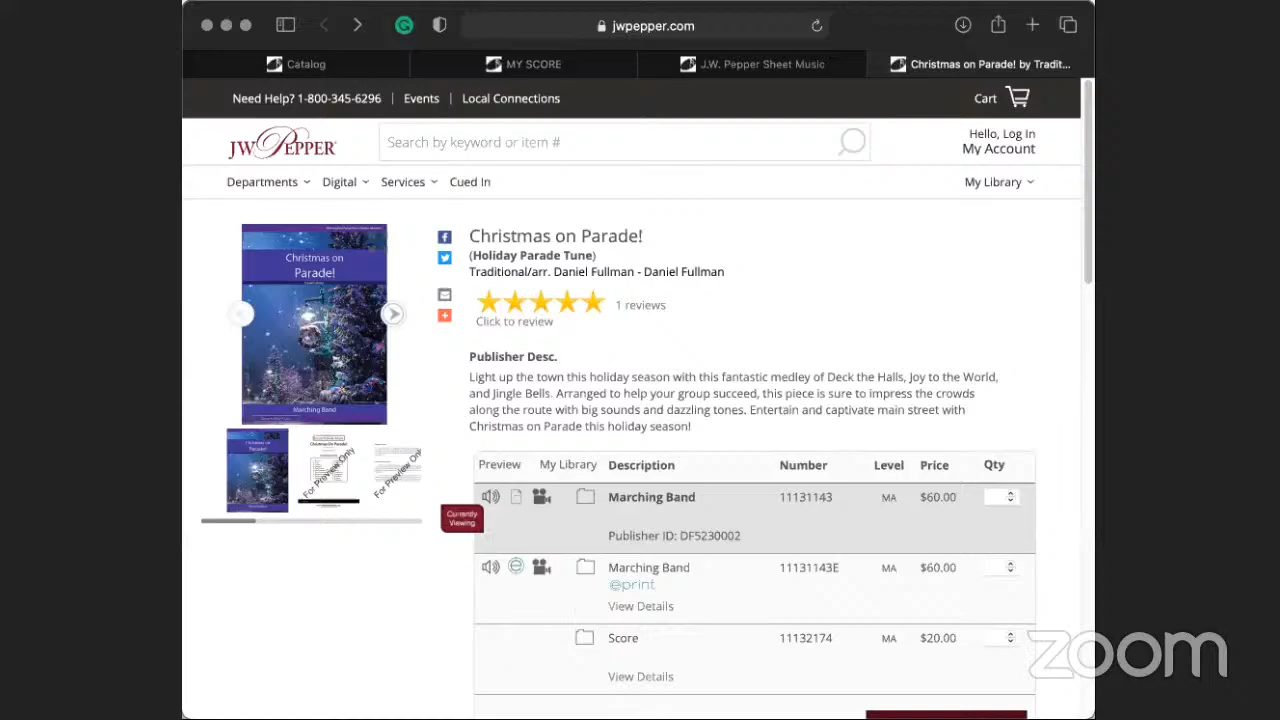 jwpepper.com
Catalog
MY SCORE
J.W. Pepper Sheet Music
Christmas on Parade! by Tradit...
Need Help? 1-800-345-6296 | Events | Local Connections
Cart
JW PEPPER
Search by keyword or item #
Hello, Log In
My Account
Departments
Digital
Services
Cued In
My Library
Christmas on
Parade!
Marching Band
Christmas on Parade!
(Holiday Parade Tune)
Traditional/arr. Daniel Fullman - Daniel Fullman
1 reviews
Click to review
Publisher Desc.
Light up the town this holiday season with this fantastic medley of Deck the Halls, Joy to the World,
and Jingle Bells. Arranged to help your group succeed, this piece is sure to impress the crowds
along the route with big sounds and dazzling tones. Entertain and captivate main street with
Christmas on Parade this holiday season!
Christmas on
Parade!
Christmas On Parade!
For Preview Only
For Preview Only
Preview My Library Description Number Level Price Qty
Currently
Viewing
Marching Band 11131143 MA $60.00
Publisher ID: DF5230002
Marching Band 11131143E MA $60.00
@print
View Details
Score 11132174 MA $20.00
View Details
zoom